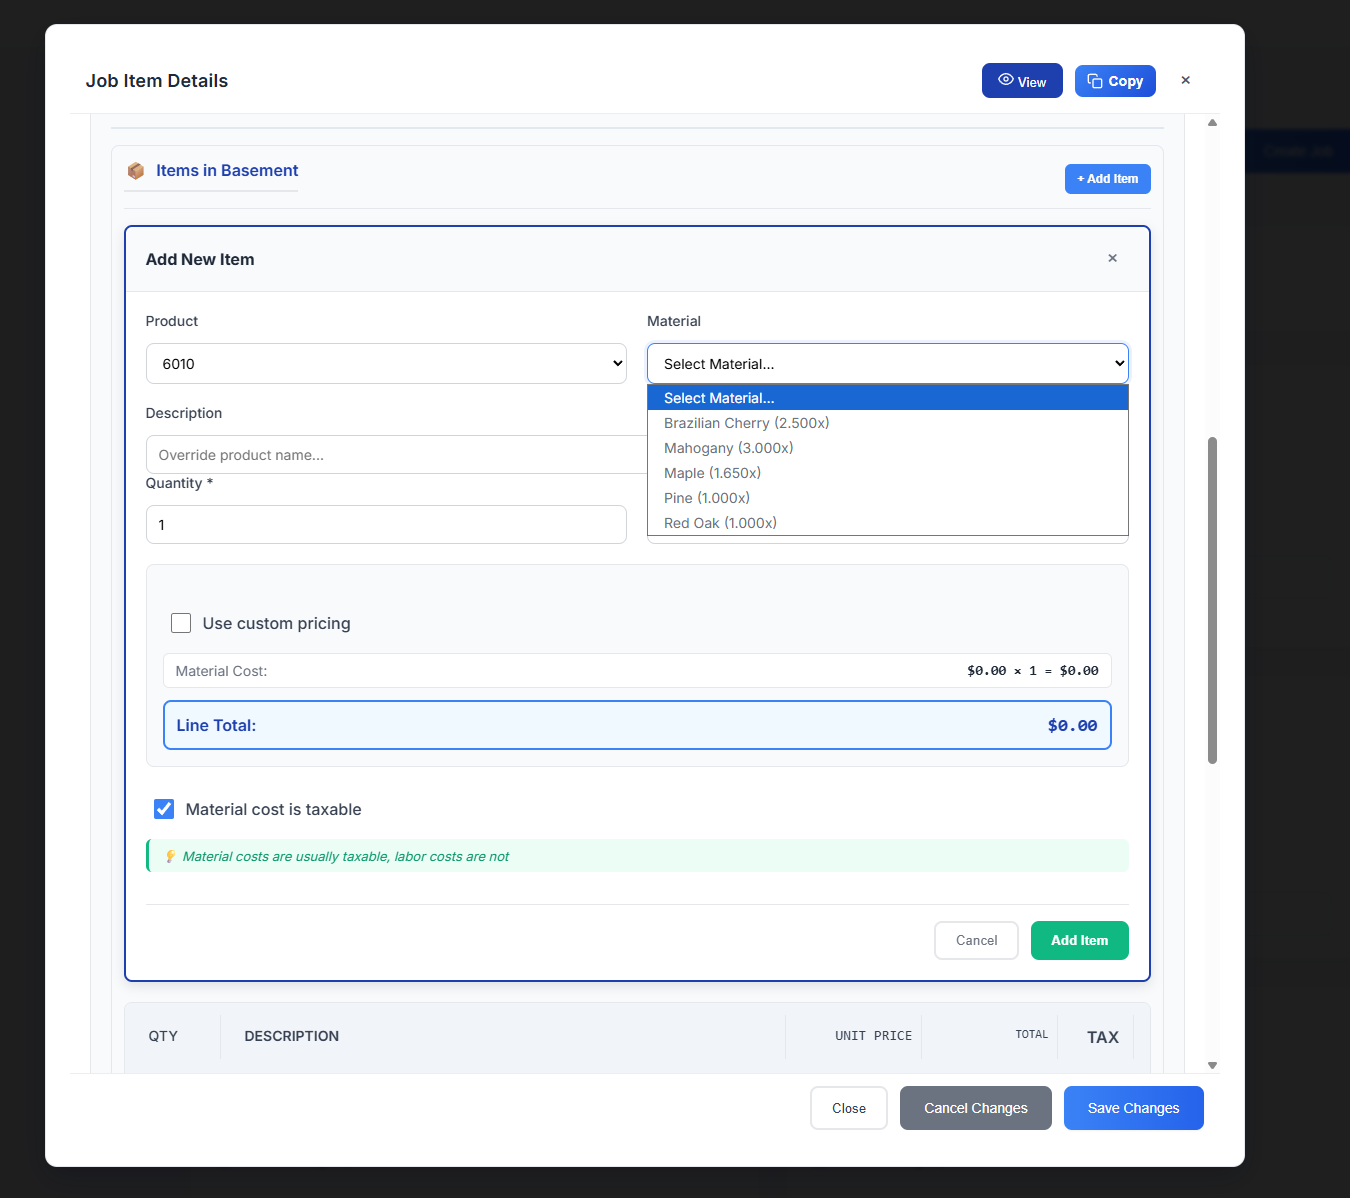 Job Item Details
View
Copy
×
Create Job
📦 Items in Basement
+ Add Item
Add New Item
×
Product
Material
6010
Select Material...
Select Material...
Brazilian Cherry (2.500x)
Mahogany (3.000x)
Maple (1.650x)
Pine (1.000x)
Red Oak (1.000x)
Description
Override product name...
Quantity *
1
Use custom pricing
Material Cost:
$0.00 × 1 = $0.00
Line Total:
$0.00
Material cost is taxable
💡 Material costs are usually taxable, labor costs are not
Cancel
Add Item
QTY
DESCRIPTION
UNIT PRICE
TOTAL
TAX
Close
Cancel Changes
Save Changes